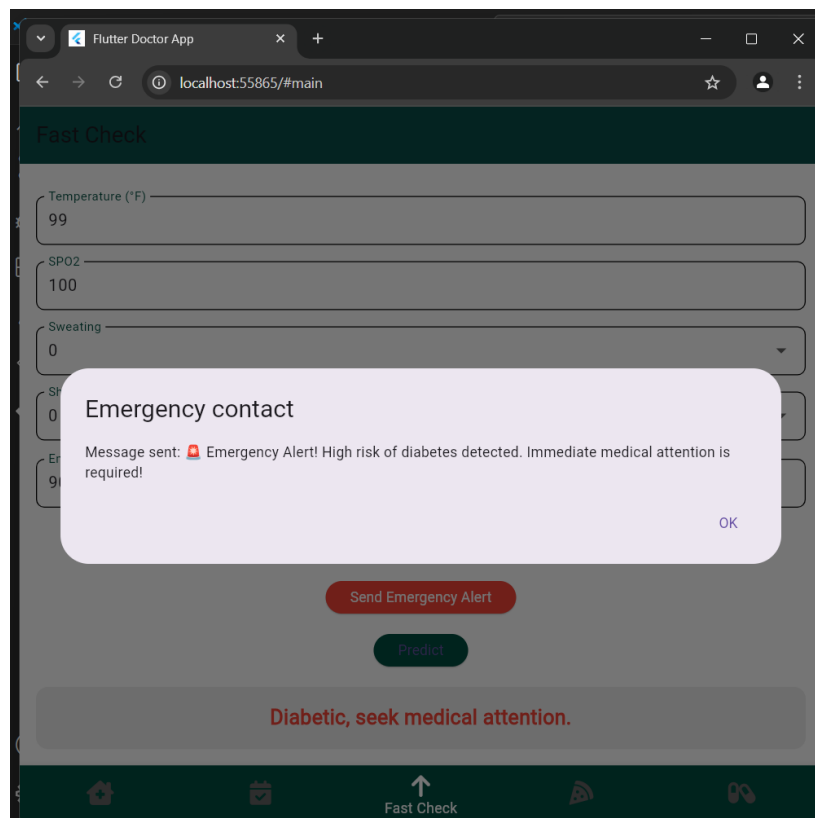 Flutter Doctor App
localhost:55865/#main
Fast Check
Temperature (°F)
99
SPO2
100
Sweating
0
Sh
0
Emergency contact
Message sent: 🚨 Emergency Alert! High risk of diabetes detected. Immediate medical attention is
required!
OK
Send Emergency Alert
Predict
Diabetic, seek medical attention.
Fast Check